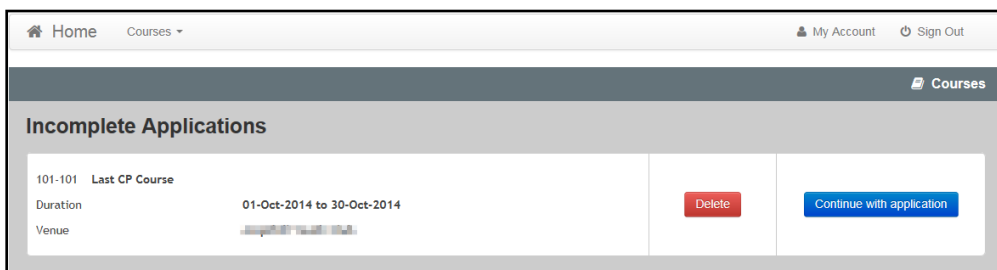 Home Courses My Account Sign Out
Courses
Incomplete Applications
101-101 Last CP Course
Duration 01-Oct-2014 to 30-Oct-2014 Delete Continue with application
Venue